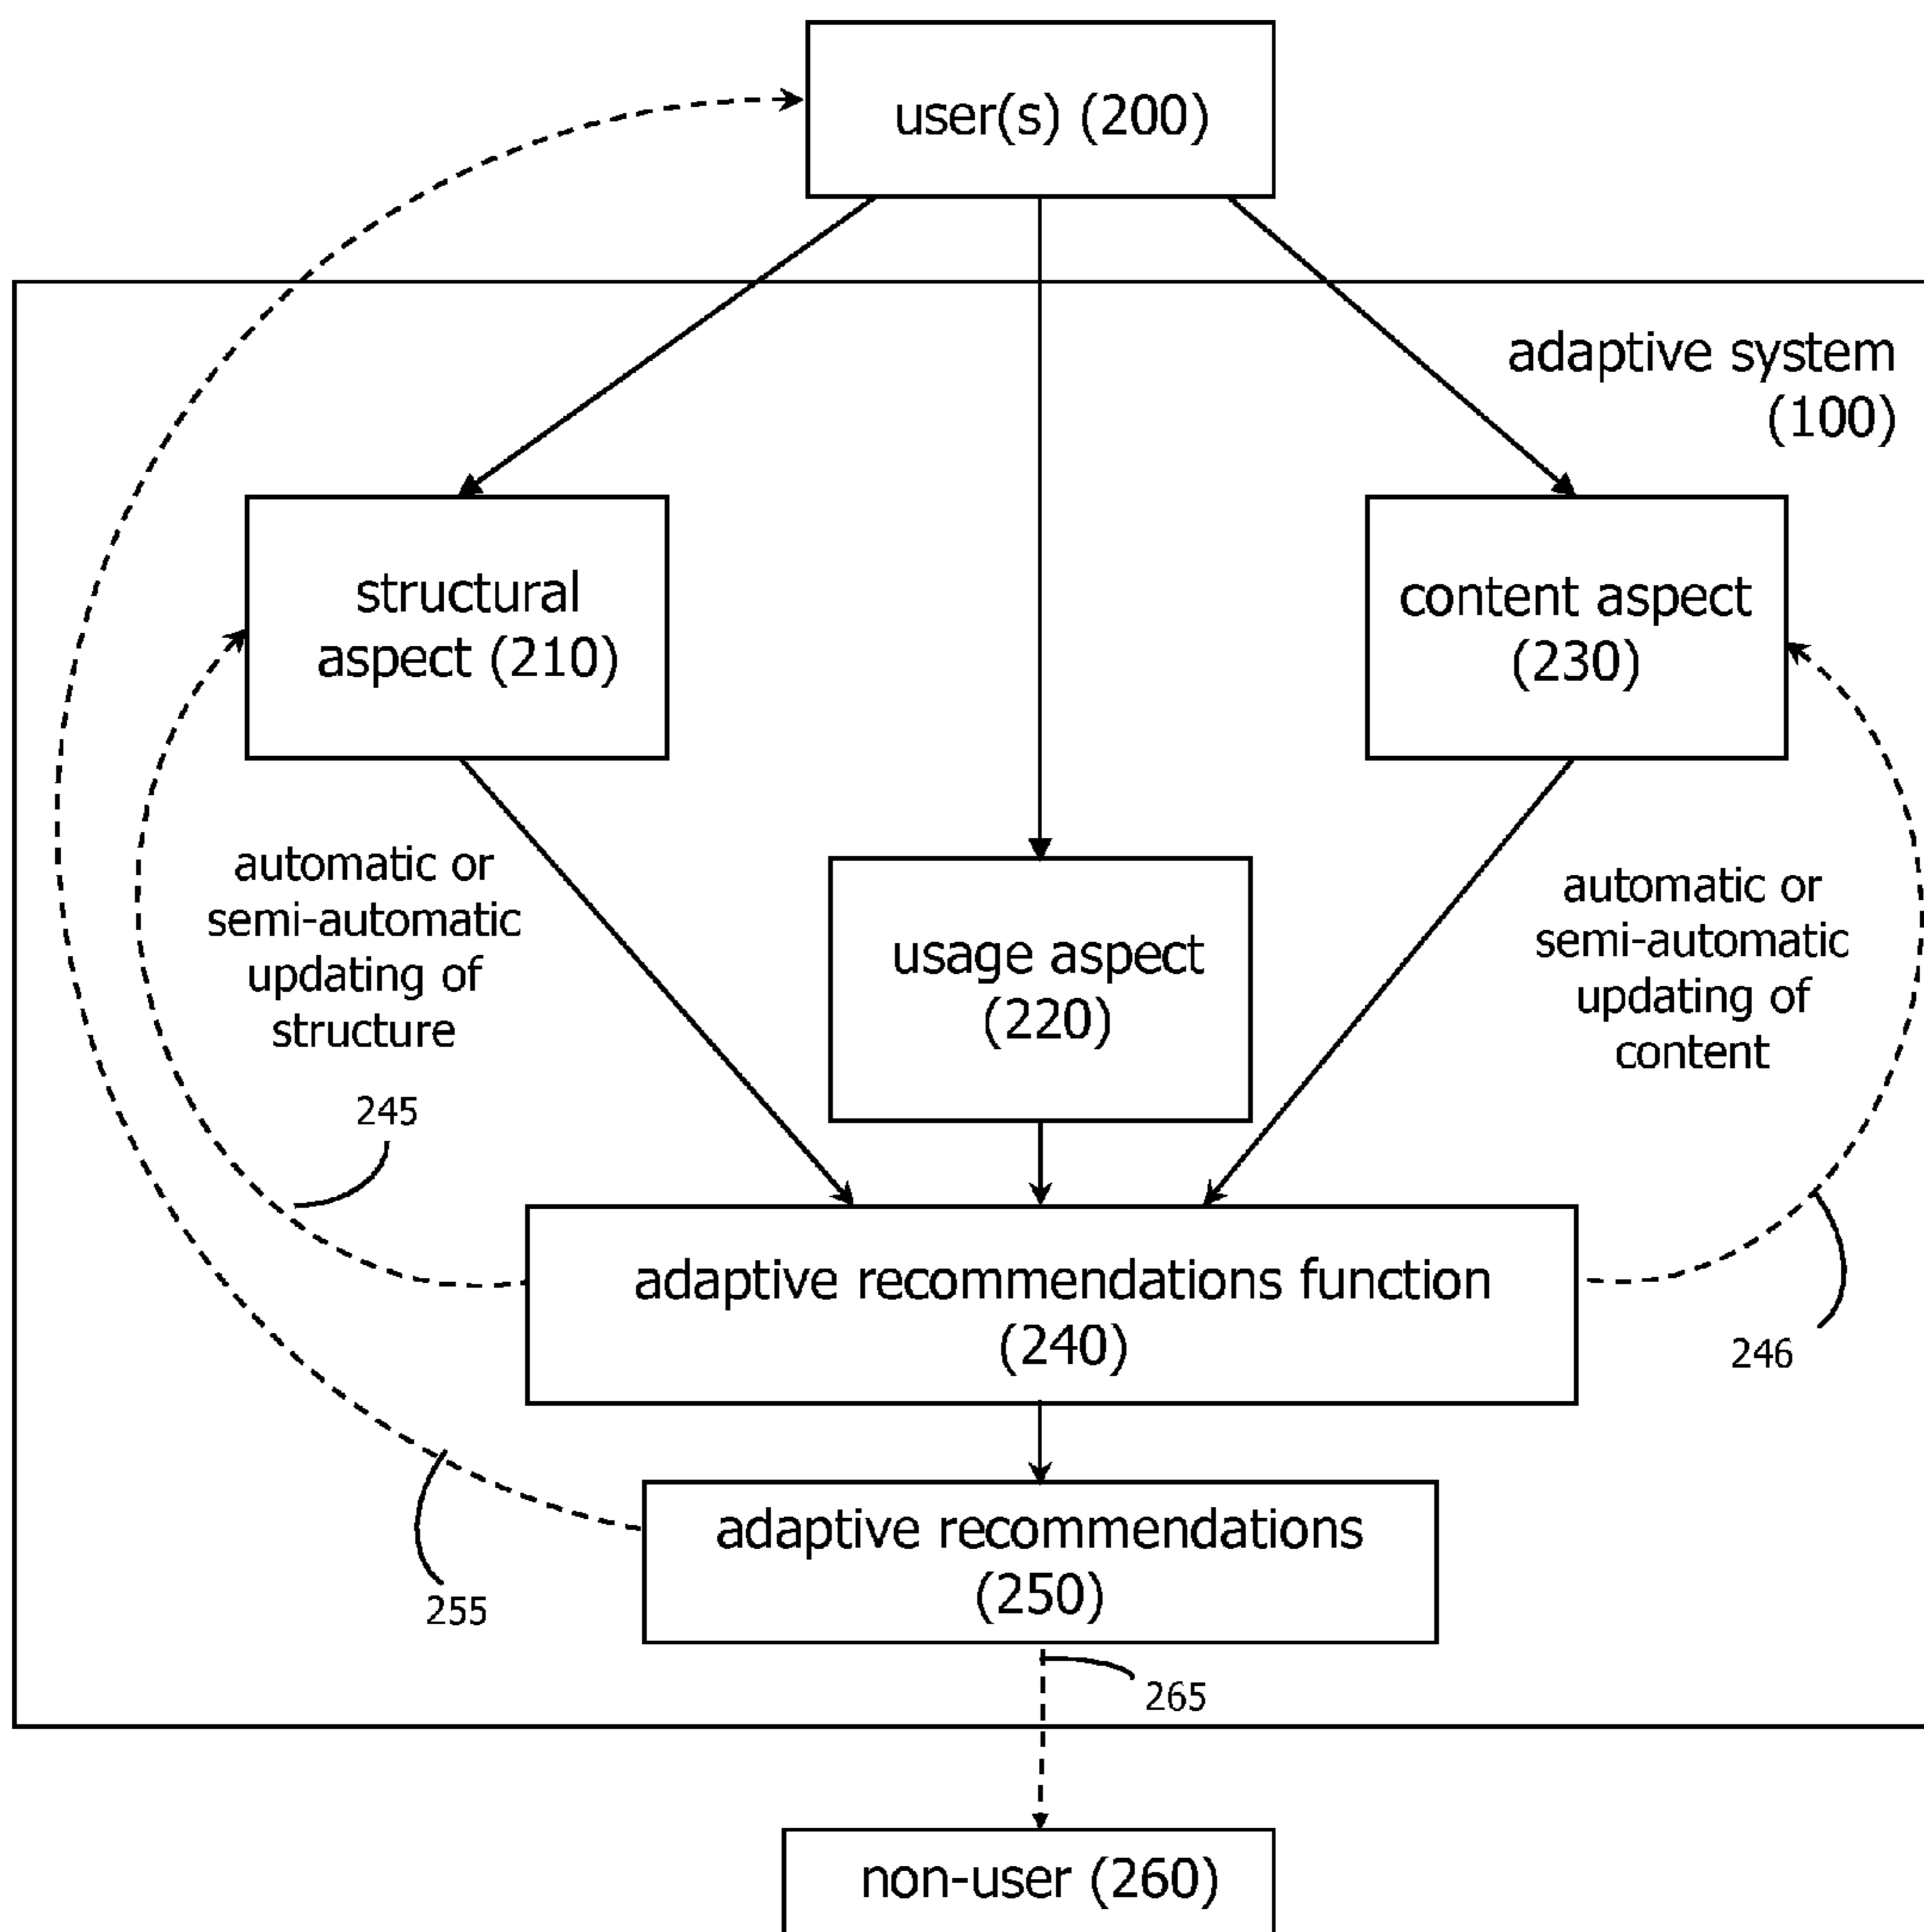 user(s) (200)
adaptive system
(100)
structural
aspect (210)
content aspect
(230)
automatic or
semi-automatic
updating of
structure
245
usage aspect
(220)
automatic or
semi-automatic
updating of
content
adaptive recommendations function
(240)
246
adaptive recommendations
(250)
255
265
non-user (260)